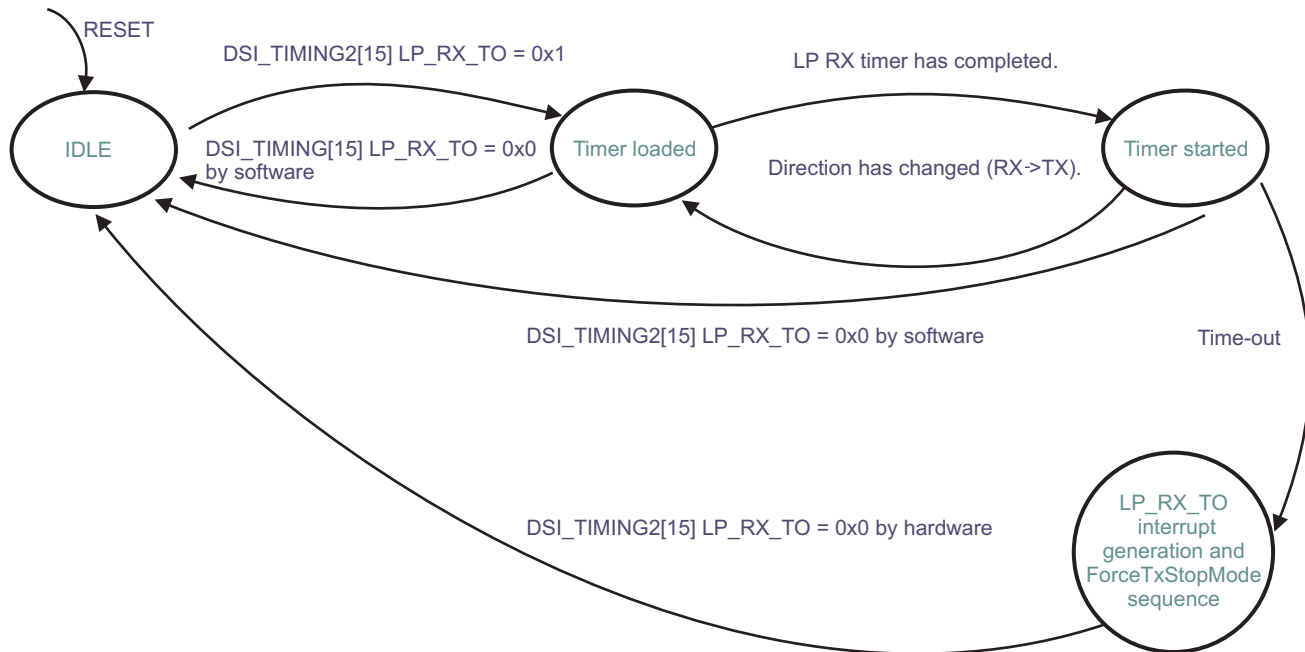 RESET
DSI_TIMING2[15] LP_RX_TO = 0x1
LP RX timer has completed.
IDLE
DSI_TIMING[15] LP_RX_TO = 0x0
by software
Timer loaded
Timer started
Direction has changed (RX->TX).
DSI_TIMING2[15] LP_RX_TO = 0x0 by software
Time-out
DSI_TIMING2[15] LP_RX_TO = 0x0 by hardware
LP_RX_TO
interrupt
generation and
ForceTxStopMode
sequence